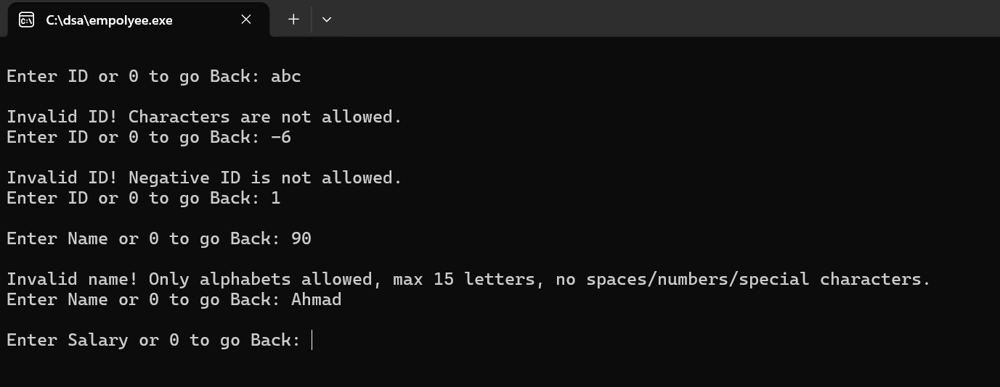 C:\dsa\empolyee.exe
Enter ID or 0 to go Back: abc
Invalid ID! Characters are not allowed.
Enter ID or 0 to go Back: -6
Invalid ID! Negative ID is not allowed.
Enter ID or 0 to go Back: 1
Enter Name or 0 to go Back: 90
Invalid name! Only alphabets allowed, max 15 letters, no spaces/numbers/special characters.
Enter Name or 0 to go Back: Ahmad
Enter Salary or 0 to go Back: